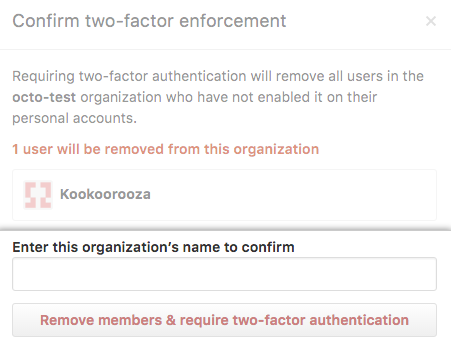 Confirm two-factor enforcement
Requiring two-factor authentication will remove all users in the
octo-test organization who have not enabled it on their
personal accounts.
1 user will be removed from this organization
Kookoorooza
Enter this organization's name to confirm
Remove members & require two-factor authentication